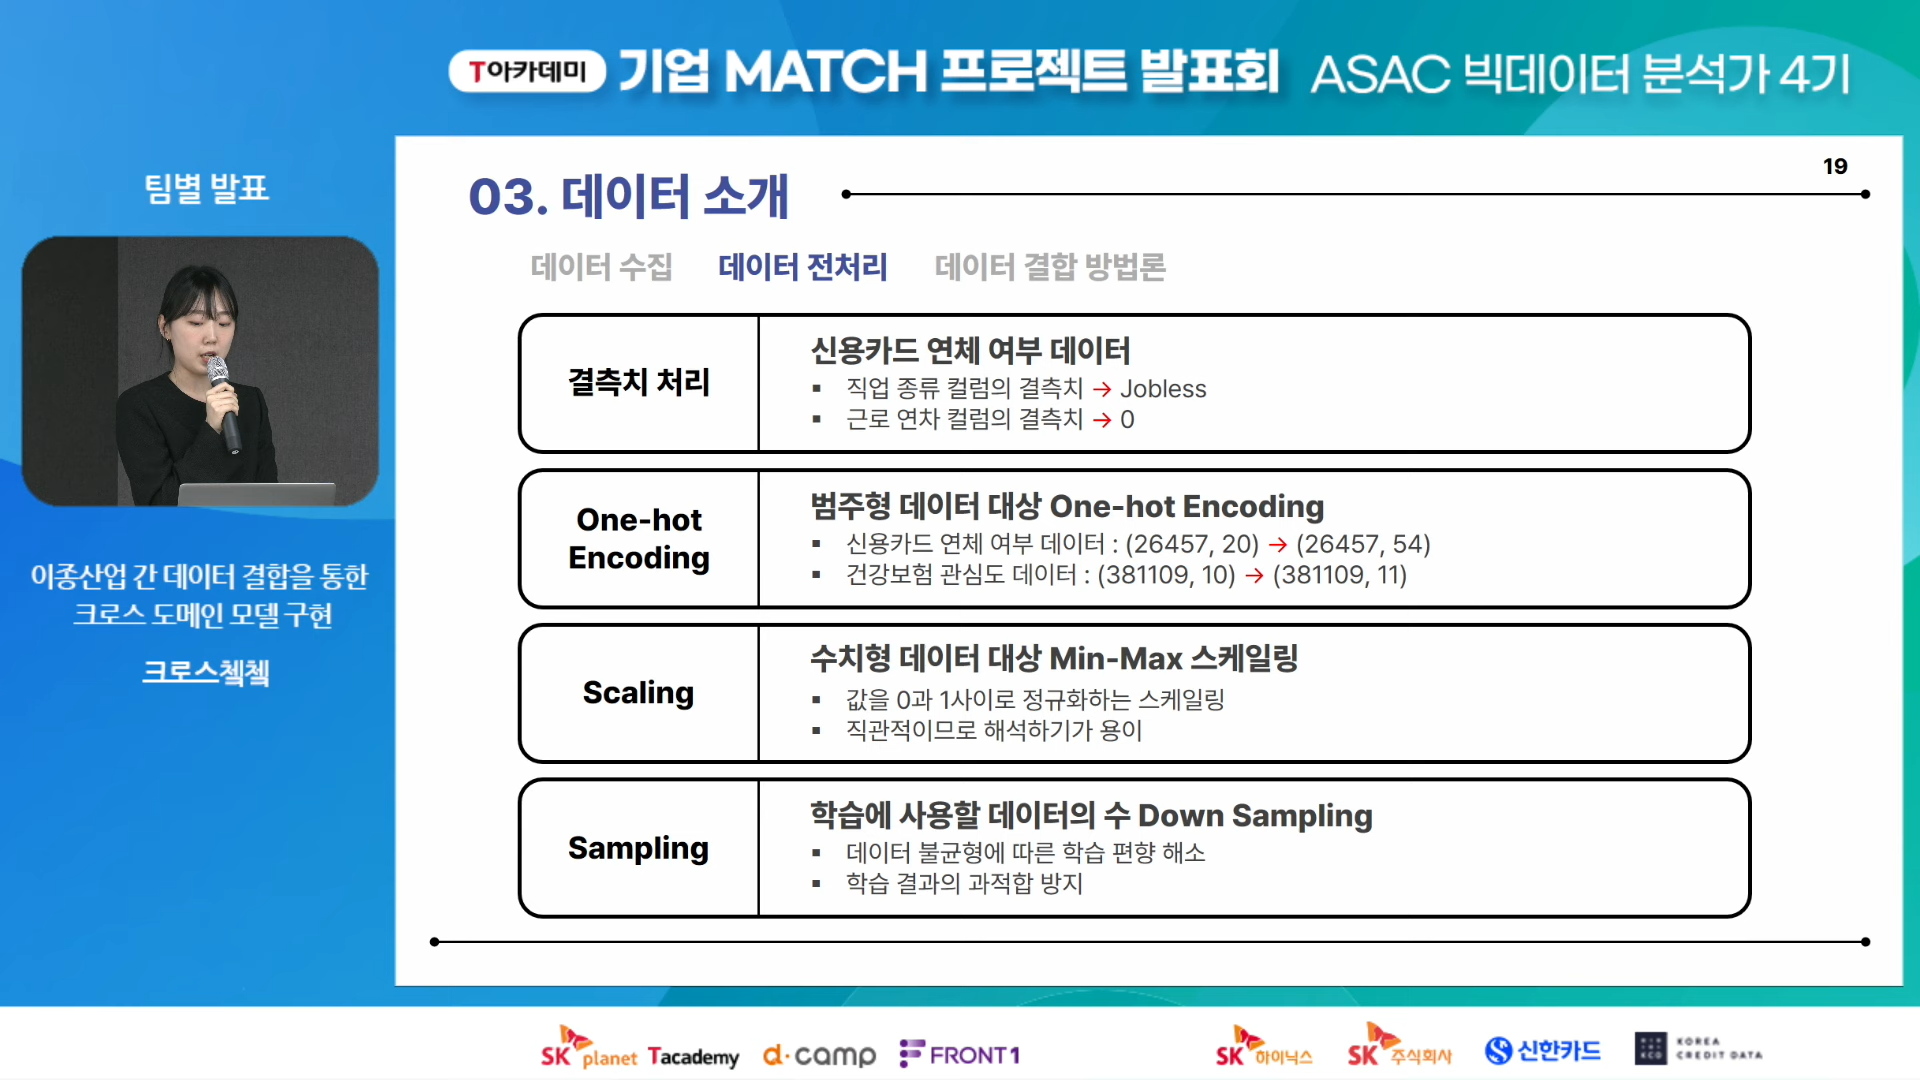 T아카데미 기업 MATCH 프로젝트 발표회 ASAC 빅데이터 분석가 4기
팀별 발표
이종산업 간 데이터 결합을 통한
크로스 도메인 모델 구현
크로스췤췤
19
03. 데이터 소개
데이터 수집 데이터 전처리 데이터 결합 방법론
결측치 처리
신용카드 연체 여부 데이터
▪ 직업 종류 컬럼의 결측치 → Jobless
▪ 근로 연차 컬럼의 결측치 → 0
One-hot
Encoding
범주형 데이터 대상 One-hot Encoding
▪ 신용카드 연체 여부 데이터 : (26457, 20) → (26457, 54)
▪ 건강보험 관심도 데이터 : (381109, 10) → (381109, 11)
Scaling
수치형 데이터 대상 Min-Max 스케일링
▪ 값을 0과 1사이로 정규화하는 스케일링
▪ 직관적이므로 해석하기가 용이
Sampling
학습에 사용할 데이터의 수 Down Sampling
▪ 데이터 불균형에 따른 학습 편향 해소
▪ 학습 결과의 과적합 방지
SK planet Tacademy d·camp FRONT1 SK 하이닉스 SK 주식회사 신한카드 KOREA
CREDIT DATA